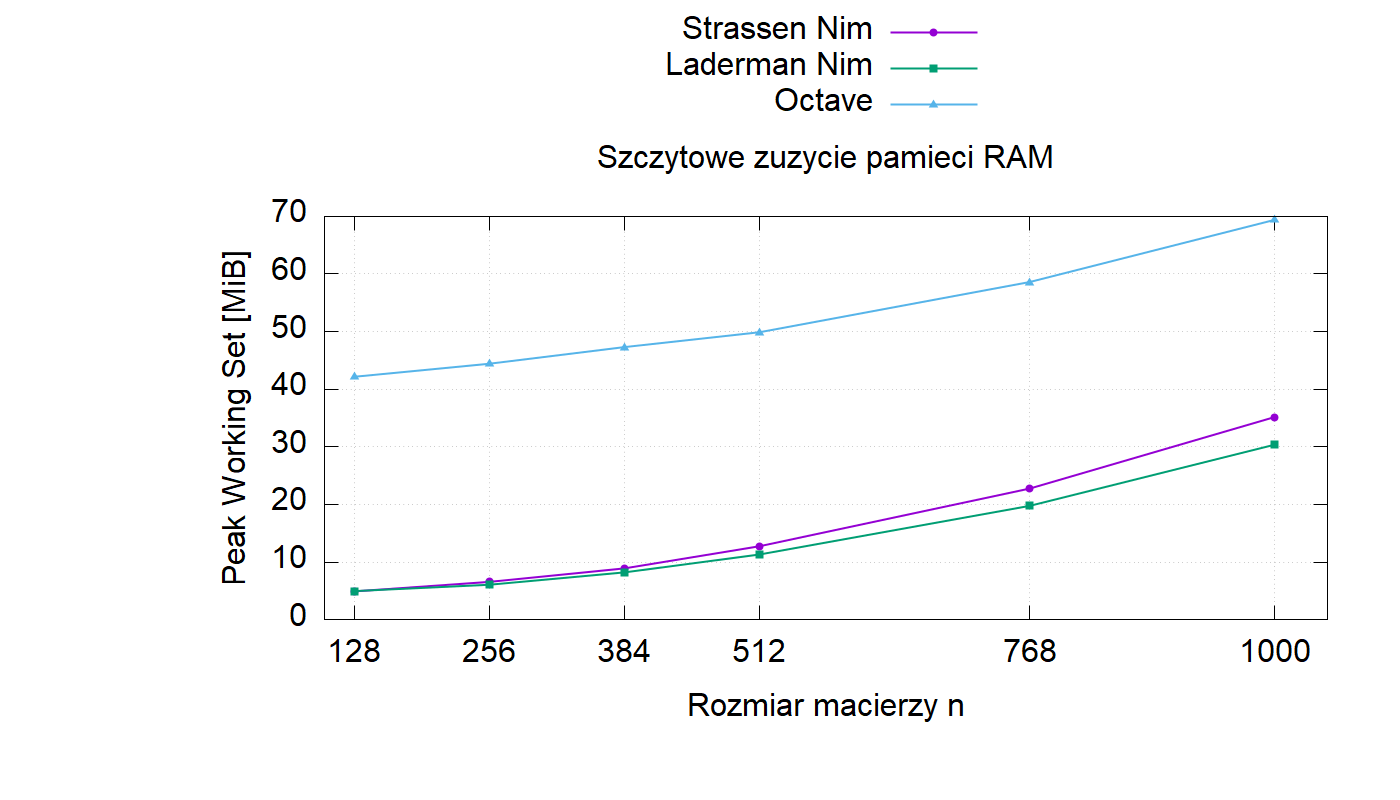 Strassen Nim
Laderman Nim
Octave
Szczytowe zuzycie pamieci RAM
Peak Working Set [MiB]
70
60
50
40
30
20
10
0
128 256 384 512 768 1000
Rozmiar macierzy n